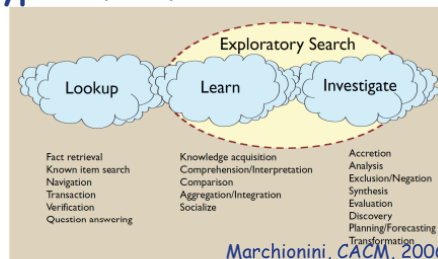 Exploratory Search
Lookup
Learn
Investigate
Fact retrieval
Known item search
Navigation
Transaction
Verification
Question answering
Knowledge acquisition
Comprehension/Interpretation
Comparison
Aggregation/Integration
Socialize
Accretion
Analysis
Exclusion/Negation
Synthesis
Evaluation
Discovery
Planning/Forecasting
Transformation
Marchionini, CACM, 2006